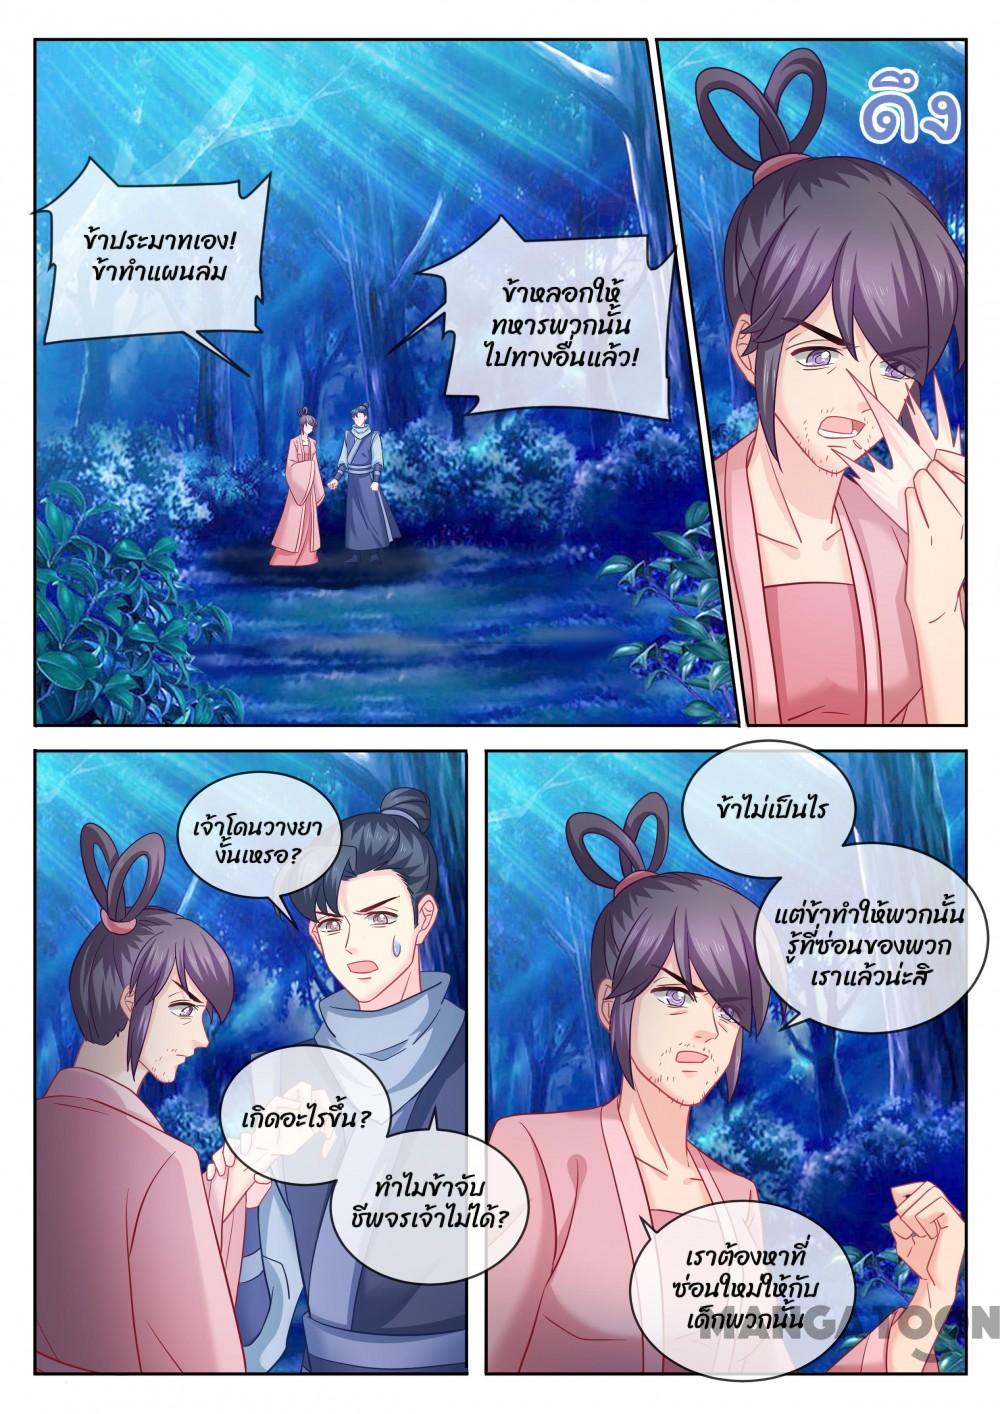 ข้าประมาทเอง!
ข้าทำแผนล่ม
ข้าหลอกให้
ทหารพวกนั้น
ไปทางอื่นแล้ว!
ดึง
เจ้าโดนวางยา
งั้นเหรอ?
เกิดอะไรขึ้น?
ทำไมข้าจับ
ชีพจรเจ้าไม่ได้?
ข้าไม่เป็นไร
แต่ข้าทำให้พวกนั้น
รู้ที่ซ่อนของพวก
เราแล้วน่ะสิ
เราต้องหาที่
ซ่อนใหม่ให้กับ
เด็กพวกนั้น
MANGATOON